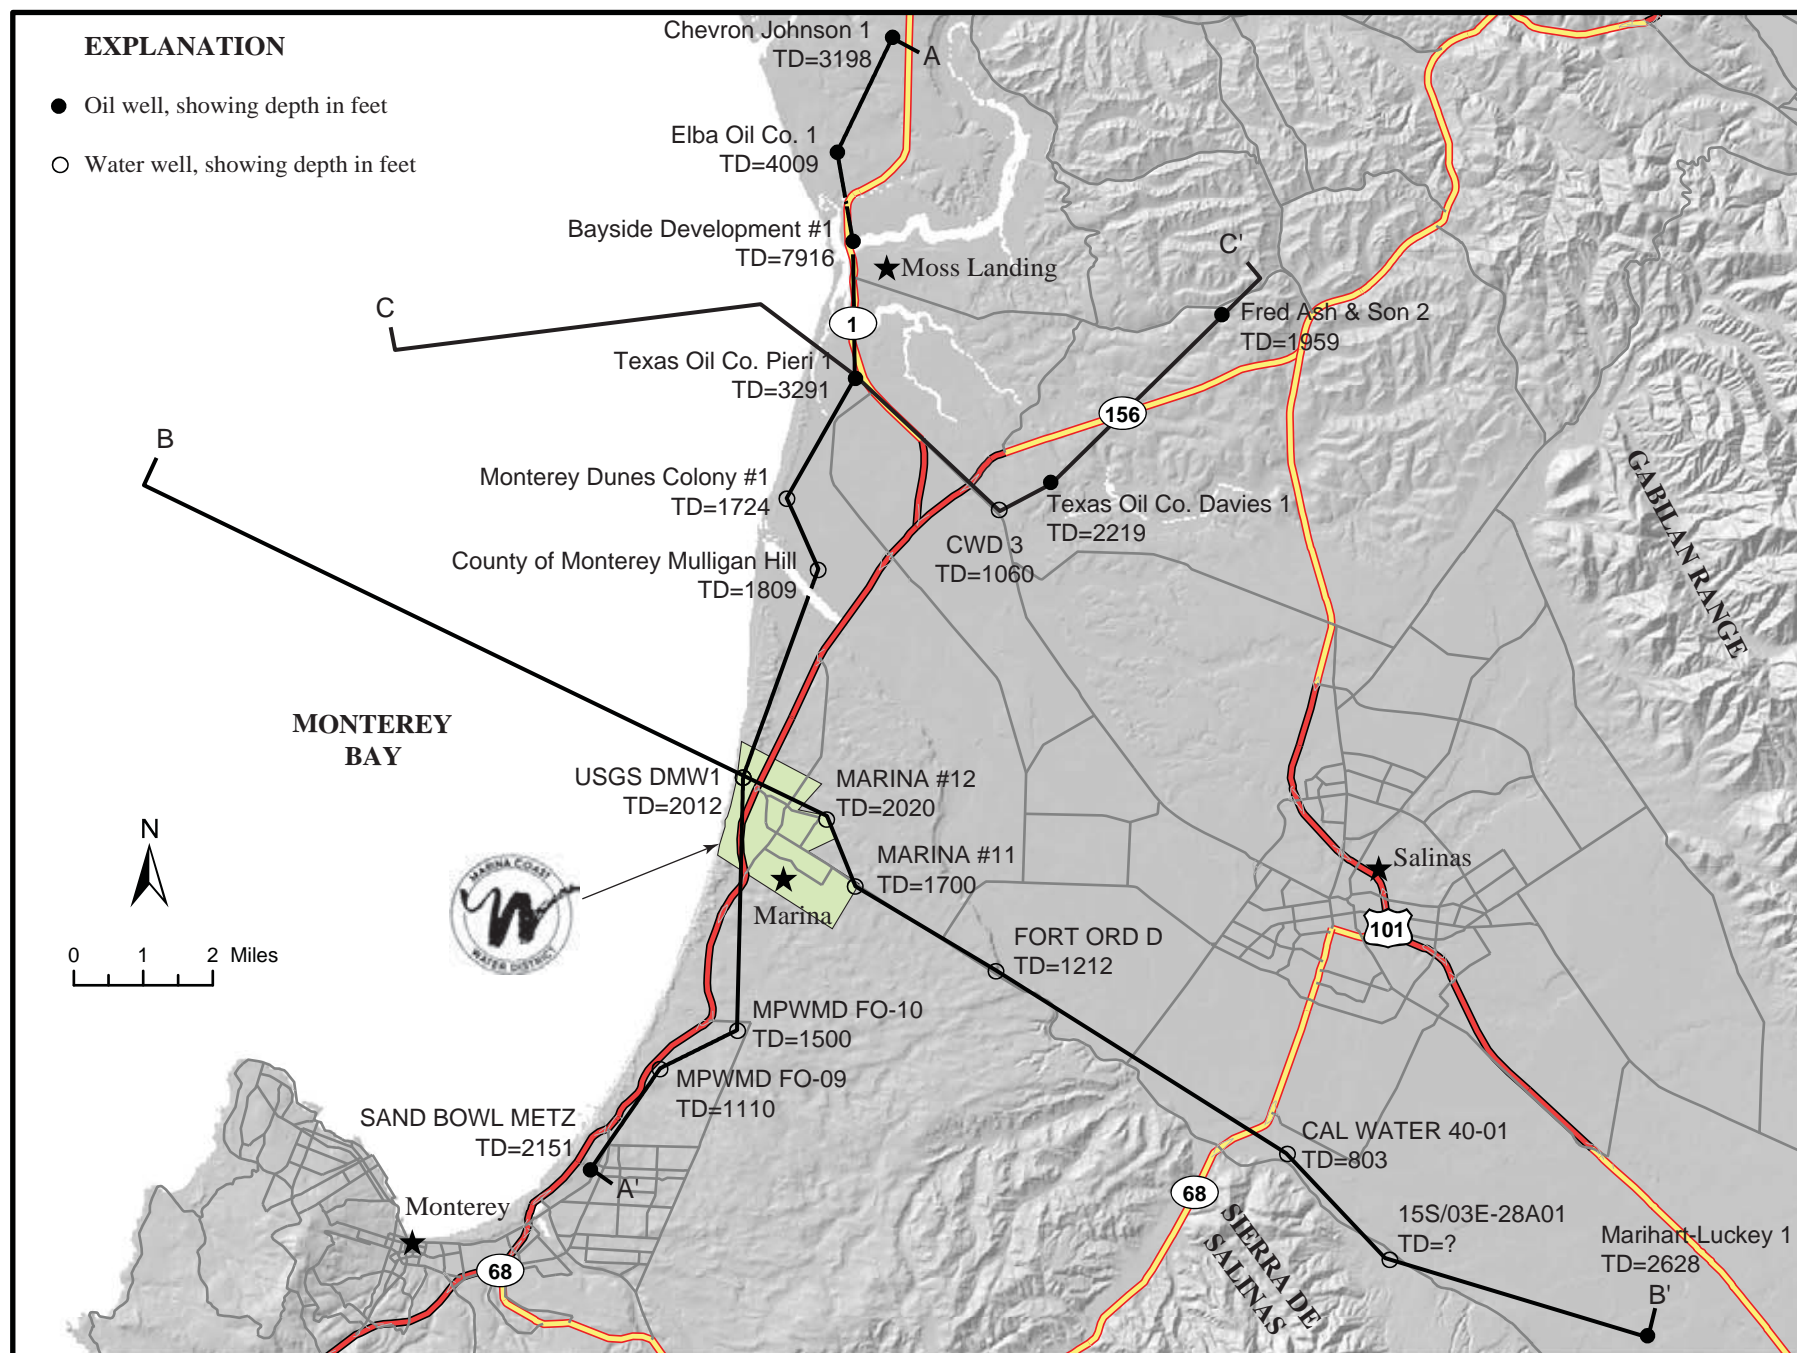 EXPLANATION
Oil well, showing depth in feet
Water well, showing depth in feet
Chevron Johnson 1
TD=3198
A
Elba Oil Co. 1
TD=4009
Bayside Development #1
TD=7916
Moss Landing
C'
C
1
Fred Ash & Son 2
TD=1959
Texas Oil Co. Pieri 1
TD=3291
156
B
Monterey Dunes Colony #1
TD=1724
Texas Oil Co. Davies 1
TD=2219
CWD 3
TD=1060
County of Monterey Mulligan Hill
TD=1809
GABILAN RANGE
MONTEREY
BAY
USGS DMW1
TD=2012
MARINA #12
TD=2020
N
MARINA COAST
WATER DISTRICT
MARINA #11
TD=1700
Salinas
Marina
101
0 1 2 Miles
FORT ORD D
TD=1212
MPWMD FO-10
TD=1500
MPWMD FO-09
TD=1110
SAND BOWL METZ
TD=2151
A'
CAL WATER 40-01
TD=803
Monterey
68
68
SIERRA DE
SALINAS
15S/03E-28A01
TD=?
Marihart-Luckey 1
TD=2628
B'